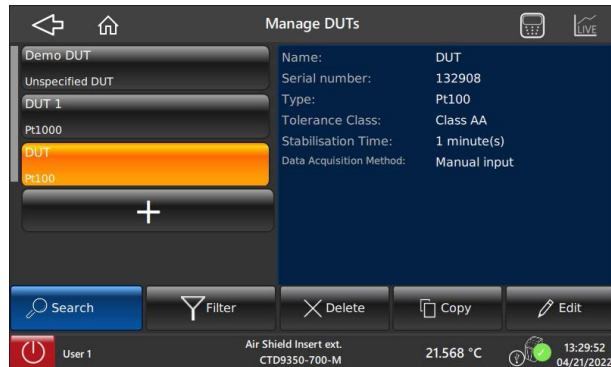 Manage DUTs
LIVE
Demo DUT
Unspecified DUT
DUT 1
Pt1000
DUT
Pt100
+
Name: DUT
Serial number: 132908
Type: Pt100
Tolerance Class: Class AA
Stabilisation Time: 1 minute(s)
Data Acquisition Method: Manual input
Search
Filter
Delete
Copy
Edit
User 1
Air Shield Insert ext.
CTD9350-700-M
21.568 °C
13:29:52
04/21/2022